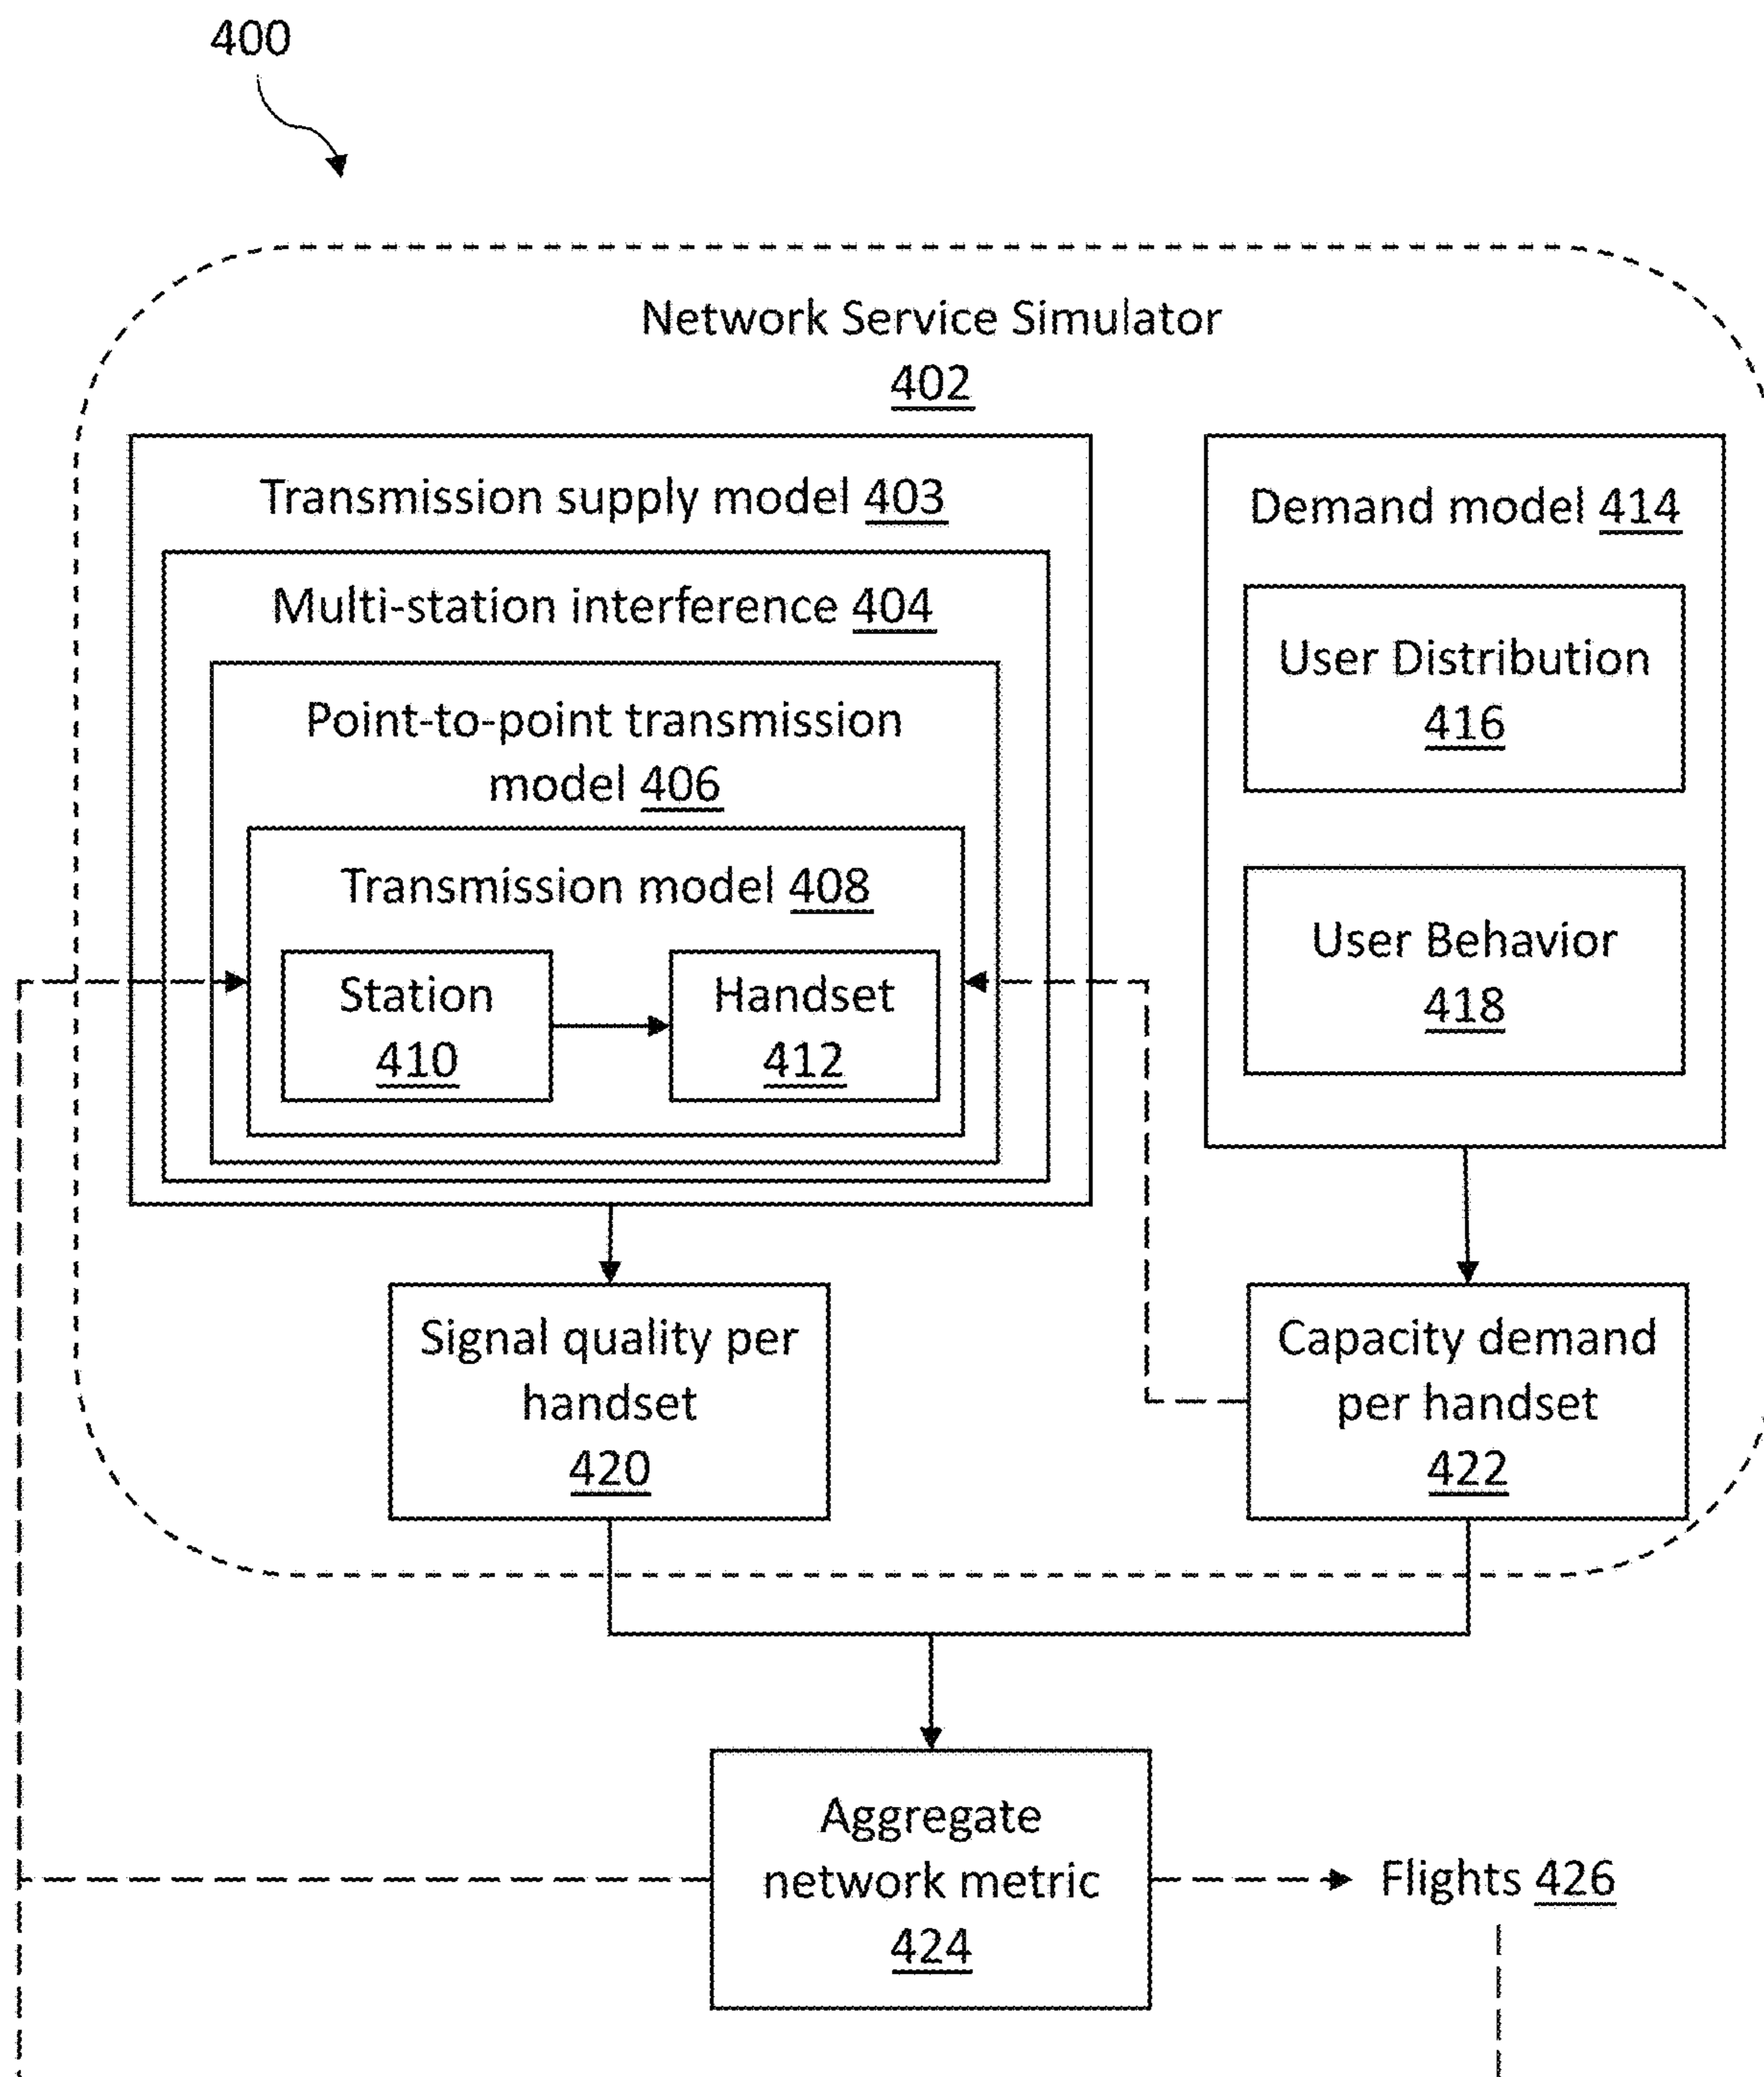 400
Network Service Simulator
402
Transmission supply model 403
Multi-station interference 404
Point-to-point transmission
model 406
Transmission model 408
Station
410
Handset
412
Demand model 414
User Distribution
416
User Behavior
418
Signal quality per
handset
420
Capacity demand
per handset
422
Aggregate
network metric
424
Flights 426